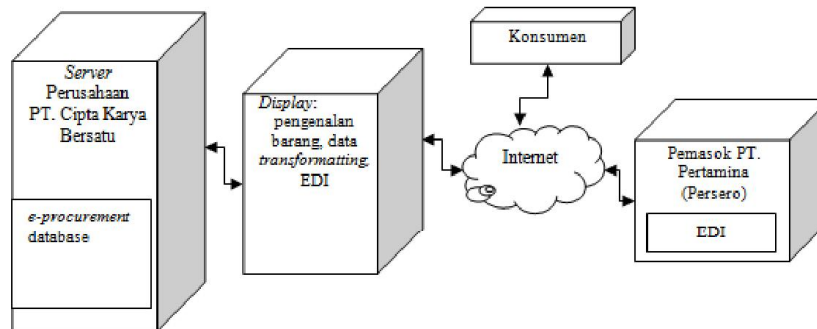 Server
Perusahaan
PT. Cipta Karya
Bersatu
e-procurement
database
Display:
pengenalan
barang, data
transformatting,
EDI
Internet
Konsumen
Pemasok PT.
Pertamina
(Persero)
EDI